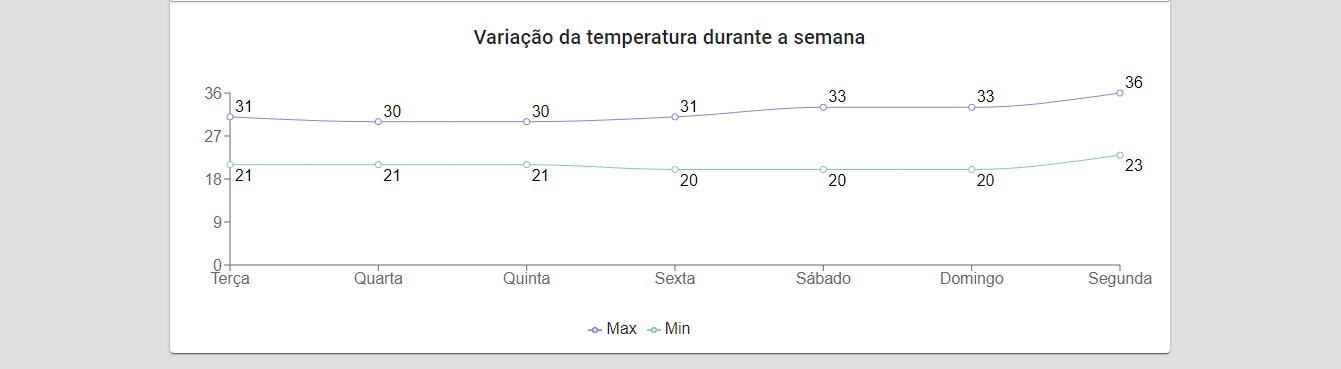 Variação da temperatura durante a semana
36
27
18
9
0
31 30 30 31 33 33 36
21 21 21 20 20 20 23
Terça Quarta Quinta Sexta Sábado Domingo Segunda
Max Min